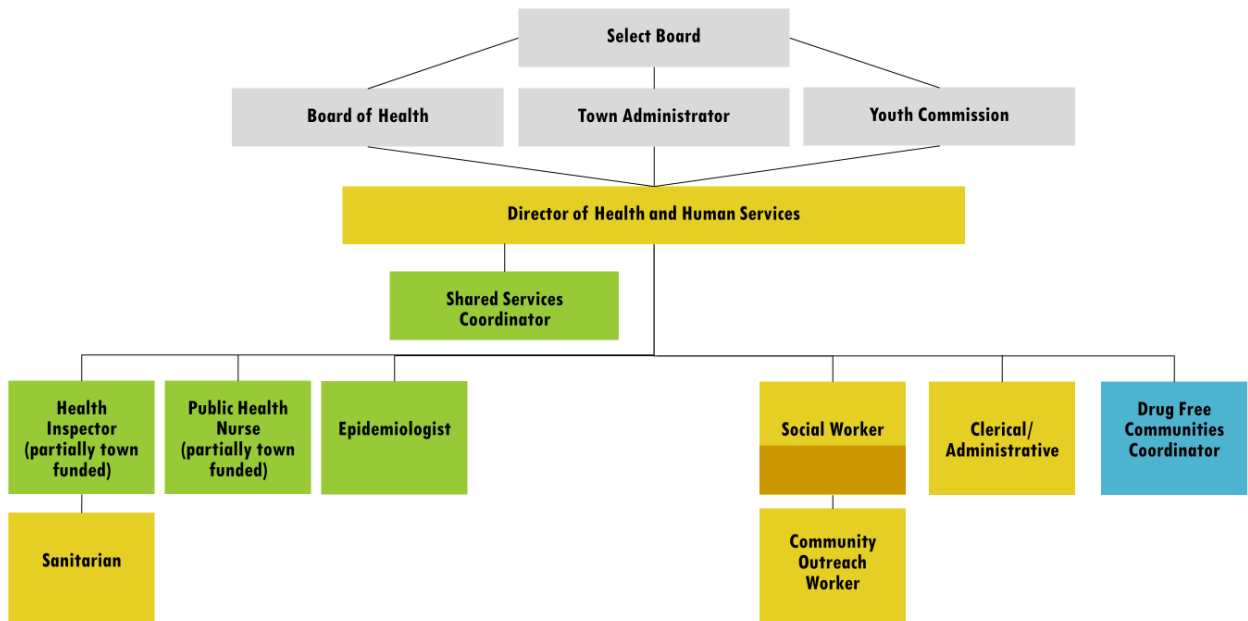 Select Board
Board of Health
Town Administrator
Youth Commission
Director of Health and Human Services
Shared Services
Coordinator
Health
Inspector
(partially town
funded)
Public Health
Nurse
(partially town
funded)
Epidemiologist
Social Worker
Clerical/
Administrative
Drug Free
Communities
Coordinator
Sanitarian
Community
Outreach
Worker